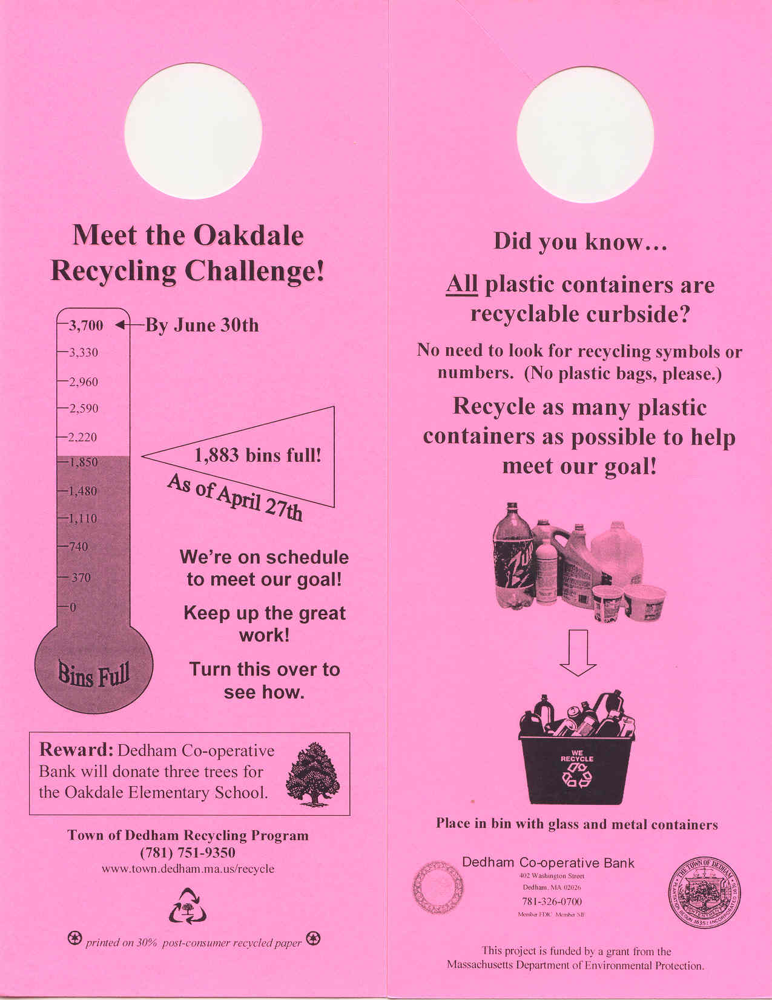 Meet the Oakdale
Recycling Challenge!
3,700
By June 30th
3,330
2,960
2,590
2,220
1,850
1,480
1,110
740
370
0
Bins Full
1,883 bins full!
As of April 27th
We're on schedule
to meet our goal!
Keep up the great
work!
Turn this over to
see how.
Reward: Dedham Co-operative
Bank will donate three trees for
the Oakdale Elementary School.
Town of Dedham Recycling Program
(781) 751-9350
www.town.dedham.ma.us/recycle
printed on 30% post-consumer recycled paper
Did you know...
All plastic containers are
recyclable curbside?
No need to look for recycling symbols or
numbers. (No plastic bags, please.)
Recycle as many plastic
containers as possible to help
meet our goal!
WE
RECYCLE
Place in bin with glass and metal containers
Dedham Co-operative Bank
402 Washington Street
Dedham, MA 02026
781-326-0700
Member FDIC Member SIF
THE TOWN OF DEDHAM
PLANTATION BEGUN 1635: INCORPORATED 1636
CONTENTMENT
This project is funded by a grant from the
Massachusetts Department of Environmental Protection.